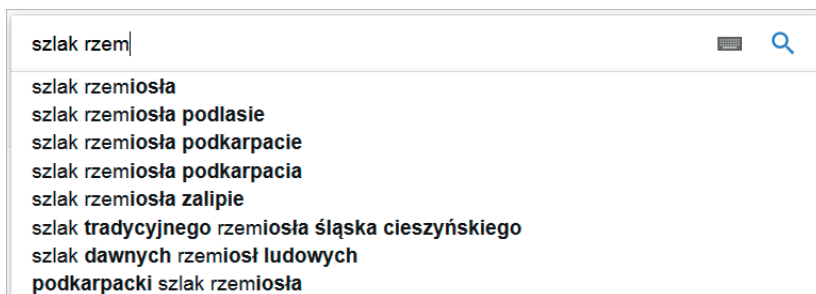 szlak rzem
szlak rzemiosła
szlak rzemiosła podlasie
szlak rzemiosła podkarpacie
szlak rzemiosła podkarpacia
szlak rzemiosła zalipie
szlak tradycyjnego rzemiosła śląska cieszyńskiego
szlak dawnych rzemiosł ludowych
podkarpacki szlak rzemiosła